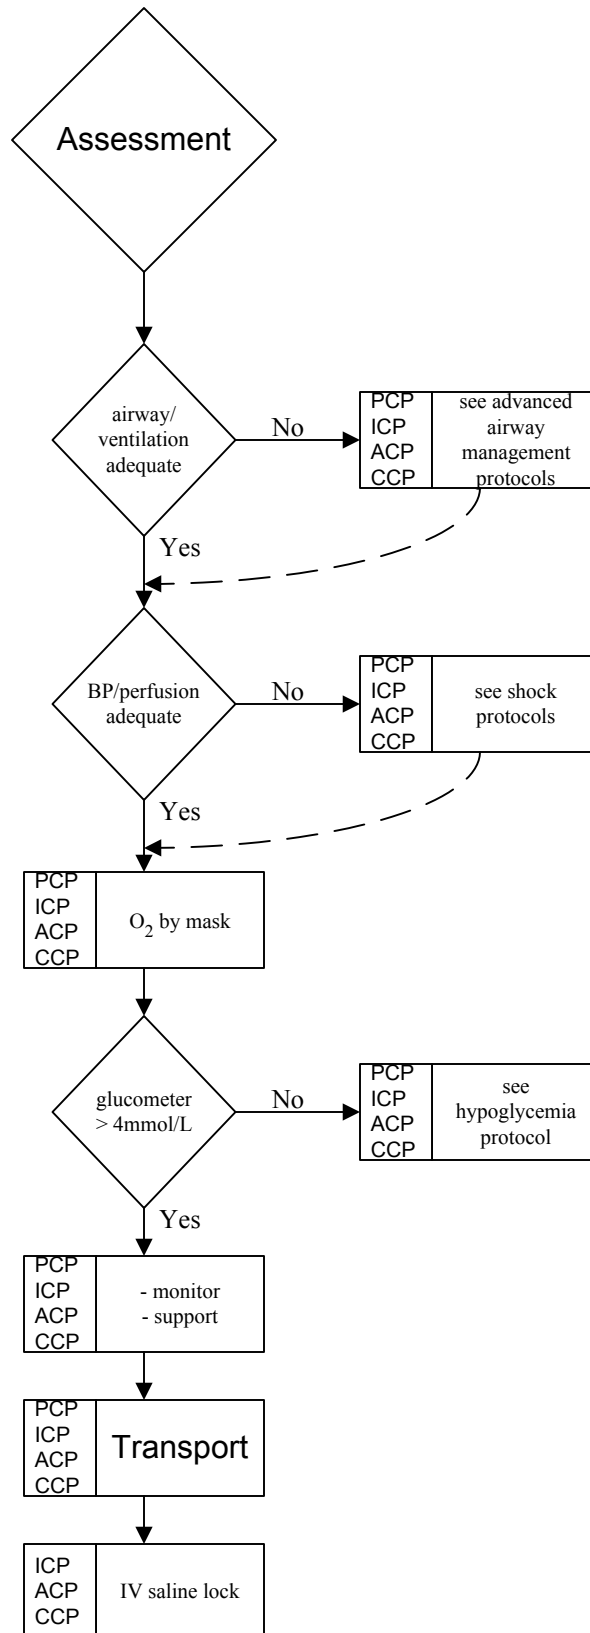 Assessment
airway/
ventilation
adequate
No
PCP
ICP
ACP
CCP
see advanced
airway
management
protocols
Yes
BP/perfusion
adequate
No
PCP
ICP
ACP
CCP
see shock
protocols
Yes
PCP
ICP
ACP
CCP
O2 by mask
glucometer
> 4mmol/L
No
PCP
ICP
ACP
CCP
see
hypoglycemia
protocol
Yes
PCP
ICP
ACP
CCP
- monitor
- support
PCP
ICP
ACP
CCP
Transport
ICP
ACP
CCP
IV saline lock